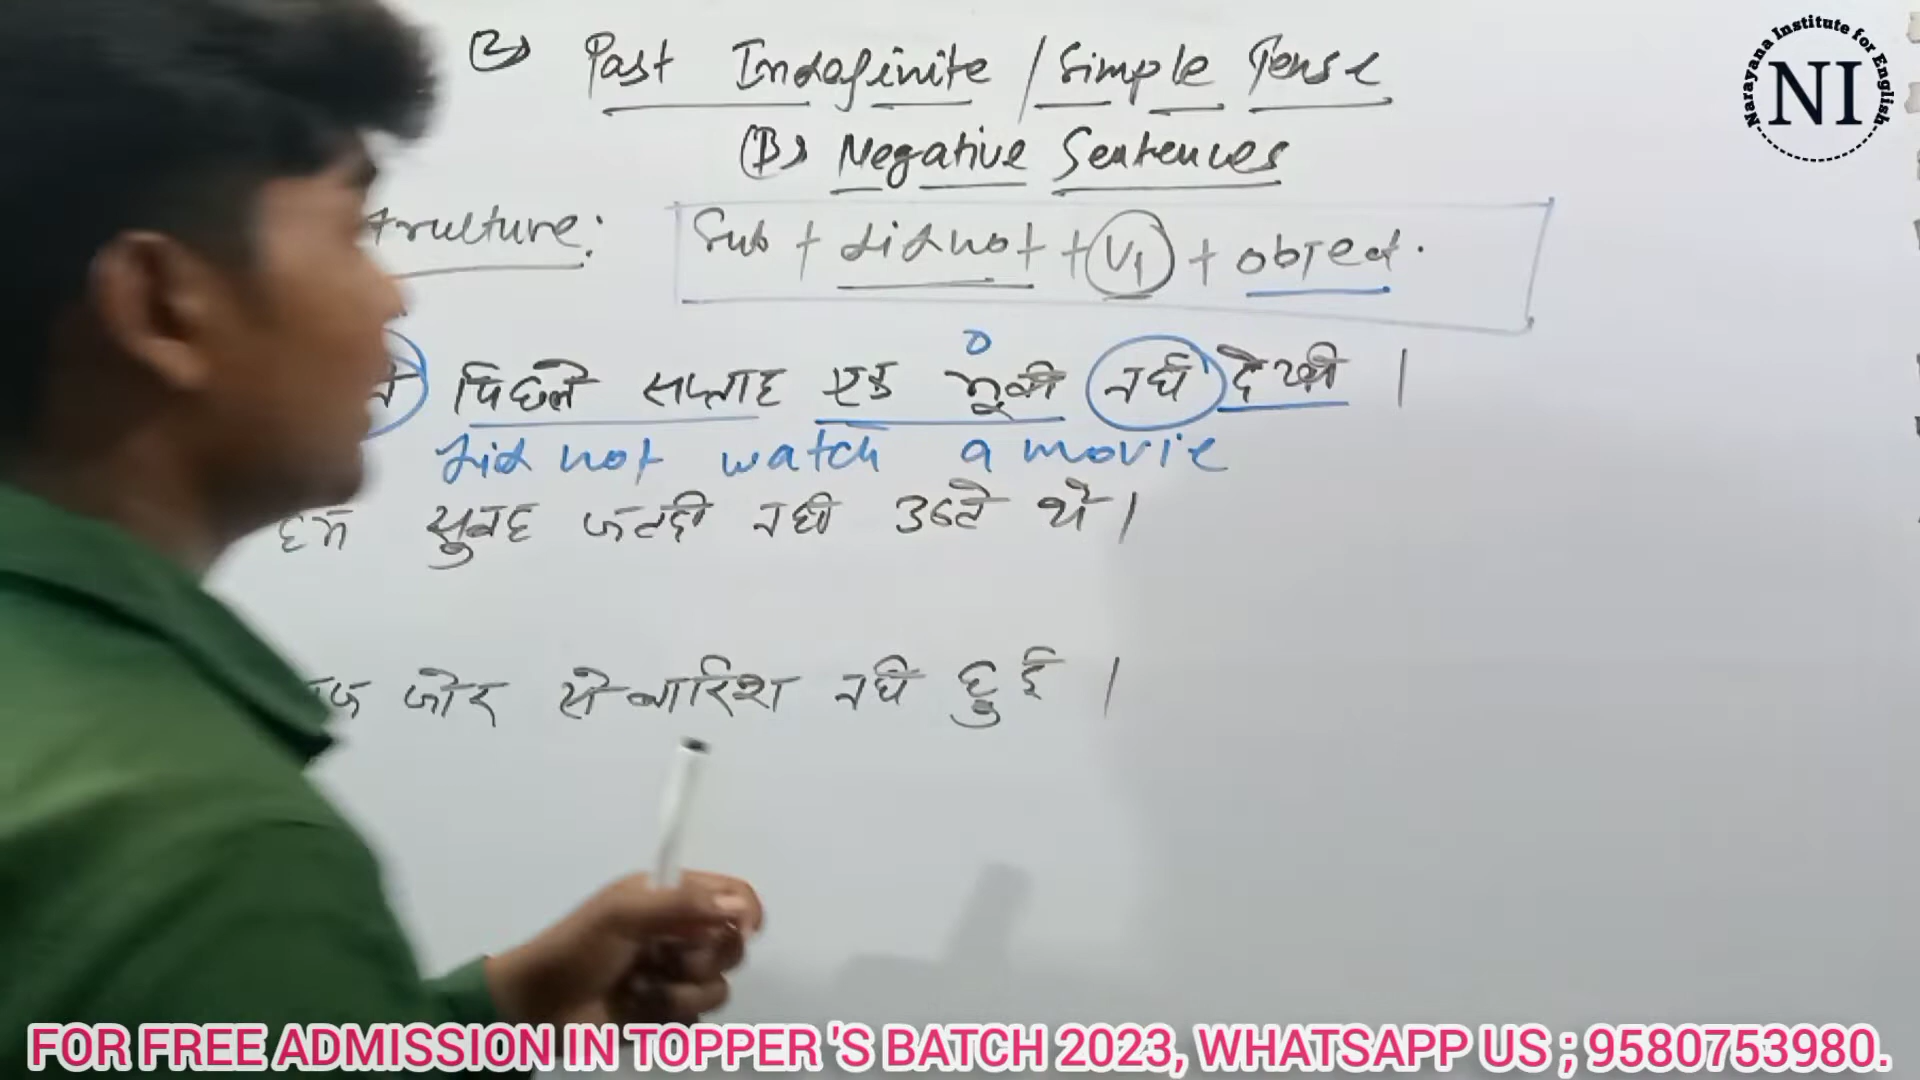 (2) Past Indefinite / Simple Tense
Narayana Institute for English
NI
(B) Negative Sentences
tructure: Sub + did not + V1 + object.
ने पिछले सप्ताह एक मूवी नहीं देखी ।
O
did not watch a movie
हम सुबह जल्दी नहीं उठते थे ।
जोर से बारिश नहीं हुई ।
FOR FREE ADMISSION IN TOPPER 'S BATCH 2023, WHATSAPP US ; 9580753980.